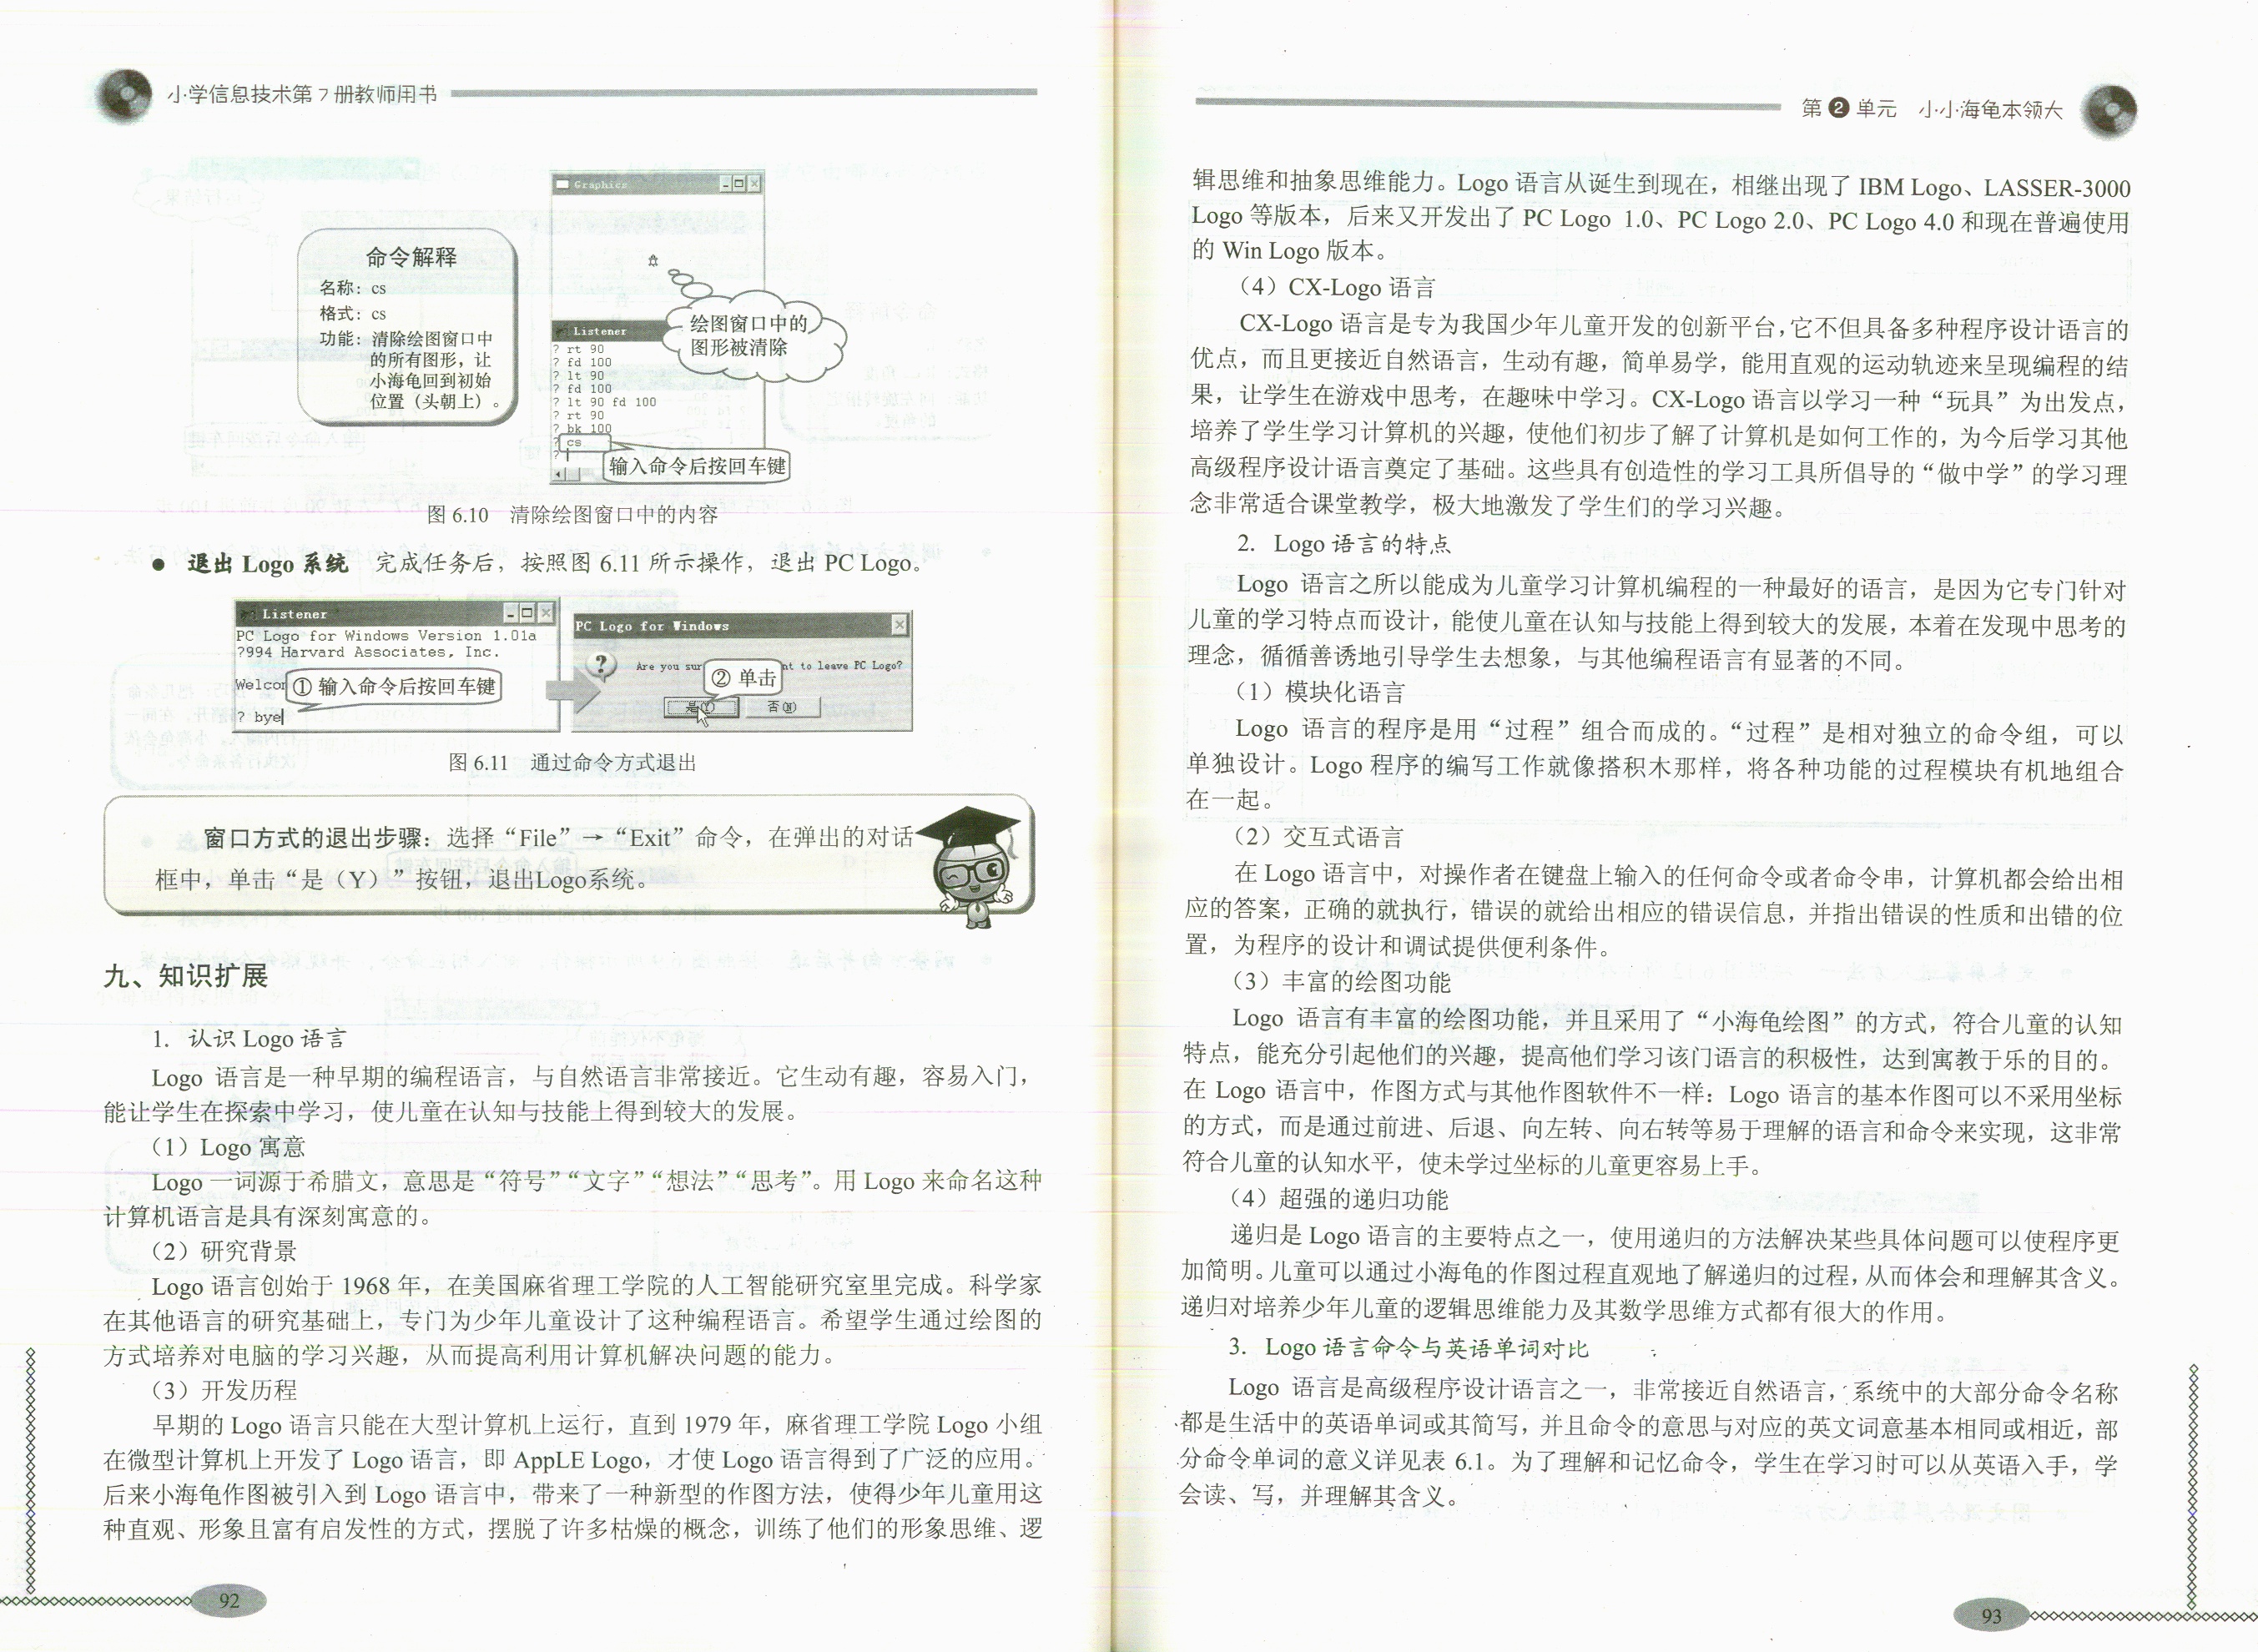 小学信息技术第7册教师用书
Graphics
命令解释
名称：cs
格式：cs
功能：清除绘图窗口中
的所有图形，让
小海龟回到初始
位置（头朝上）。
绘图窗口中的
图形被清除
Listener
? rt 90
? fd 100
? lt 90
? fd 100
? lt 90 fd 100
? rt 90
? bk 100
? cs
?
输入命令后按回车键
图 6.10 清除绘图窗口中的内容
● 退出 Logo 系统 完成任务后，按照图 6.11 所示操作，退出 PC Logo。
Listener
PC Logo for Windows Version 1.01a
?994 Harvard Associates, Inc.
Welcor
① 输入命令后按回车键
? bye
PC Logo for Windows
Are you sur nt to leave PC Logo?
② 单击
是(Y)
否(N)
图 6.11 通过命令方式退出
窗口方式的退出步骤：选择“File”→“Exit”命令，在弹出的对话
框中，单击“是（Y）”按钮，退出Logo系统。
九、知识扩展
1. 认识 Logo 语言
Logo 语言是一种早期的编程语言，与自然语言非常接近。它生动有趣，容易入门，
能让学生在探索中学习，使儿童在认知与技能上得到较大的发展。
（1）Logo 寓意
Logo 一词源于希腊文，意思是“符号”“文字”“想法”“思考”。用 Logo 来命名这种
计算机语言是具有深刻寓意的。
（2）研究背景
Logo 语言创始于 1968 年，在美国麻省理工学院的人工智能研究室里完成。科学家
在其他语言的研究基础上，专门为少年儿童设计了这种编程语言。希望学生通过绘图的
方式培养对电脑的学习兴趣，从而提高利用计算机解决问题的能力。
（3）开发历程
早期的 Logo 语言只能在大型计算机上运行，直到 1979 年，麻省理工学院 Logo 小组
在微型计算机上开发了 Logo 语言，即 AppLE Logo，才使 Logo 语言得到了广泛的应用。
后来小海龟作图被引入到 Logo 语言中，带来了一种新型的作图方法，使得少年儿童用这
种直观、形象且富有启发性的方式，摆脱了许多枯燥的概念，训练了他们的形象思维、逻
92
第2单元 小小海龟本领大
辑思维和抽象思维能力。Logo 语言从诞生到现在，相继出现了 IBM Logo、LASSER-3000
Logo 等版本，后来又开发出了 PC Logo 1.0、PC Logo 2.0、PC Logo 4.0 和现在普遍使用
的 Win Logo 版本。
（4）CX-Logo 语言
CX-Logo 语言是专为我国少年儿童开发的创新平台，它不但具备多种程序设计语言的
优点，而且更接近自然语言，生动有趣，简单易学，能用直观的运动轨迹来呈现编程的结
果，让学生在游戏中思考，在趣味中学习。CX-Logo 语言以学习一种“玩具”为出发点，
培养了学生学习计算机的兴趣，使他们初步了解了计算机是如何工作的，为今后学习其他
高级程序设计语言奠定了基础。这些具有创造性的学习工具所倡导的“做中学”的学习理
念非常适合课堂教学，极大地激发了学生们的学习兴趣。
2. Logo 语言的特点
Logo 语言之所以能成为儿童学习计算机编程的一种最好的语言，是因为它专门针对
儿童的学习特点而设计，能使儿童在认知与技能上得到较大的发展，本着在发现中思考的
理念，循循善诱地引导学生去想象，与其他编程语言有显著的不同。
（1）模块化语言
Logo 语言的程序是用“过程”组合而成的。“过程”是相对独立的命令组，可以
单独设计。Logo 程序的编写工作就像搭积木那样，将各种功能的过程模块有机地组合
在一起。
（2）交互式语言
在 Logo 语言中，对操作者在键盘上输入的任何命令或者命令串，计算机都会给出相
应的答案，正确的就执行，错误的就给出相应的错误信息，并指出错误的性质和出错的位
置，为程序的设计和调试提供便利条件。
（3）丰富的绘图功能
Logo 语言有丰富的绘图功能，并且采用了“小海龟绘图”的方式，符合儿童的认知
特点，能充分引起他们的兴趣，提高他们学习该门语言的积极性，达到寓教于乐的目的。
在 Logo 语言中，作图方式与其他作图软件不一样：Logo 语言的基本作图可以不采用坐标
的方式，而是通过前进、后退、向左转、向右转等易于理解的语言和命令来实现，这非常
符合儿童的认知水平，使未学过坐标的儿童更容易上手。
（4）超强的递归功能
递归是 Logo 语言的主要特点之一，使用递归的方法解决某些具体问题可以使程序更
加简明。儿童可以通过小海龟的作图过程直观地了解递归的过程，从而体会和理解其含义。
递归对培养少年儿童的逻辑思维能力及其数学思维方式都有很大的作用。
3. Logo 语言命令与英语单词对比
Logo 语言是高级程序设计语言之一，非常接近自然语言，系统中的大部分命令名称
都是生活中的英语单词或其简写，并且命令的意思与对应的英文词意基本相同或相近，部
分命令单词的意义详见表 6.1。为了理解和记忆命令，学生在学习时可以从英语入手，学
会读、写，并理解其含义。
93